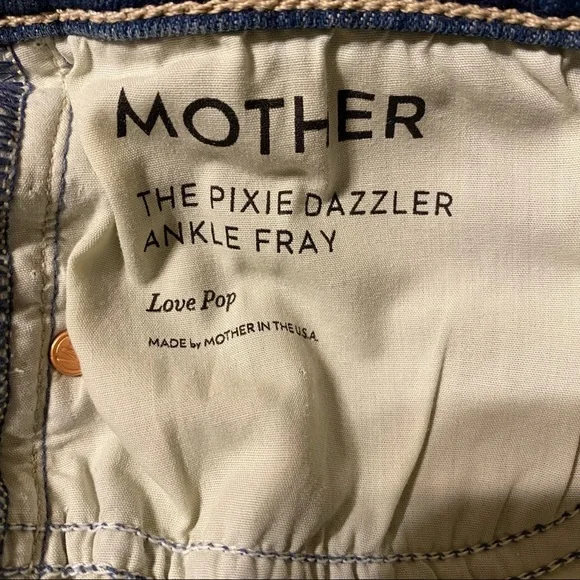 MOTHER
THE PIXIE DAZZLER
ANKLE FRAY
Love Pop
MADE by MOTHER IN THE U.S.A.